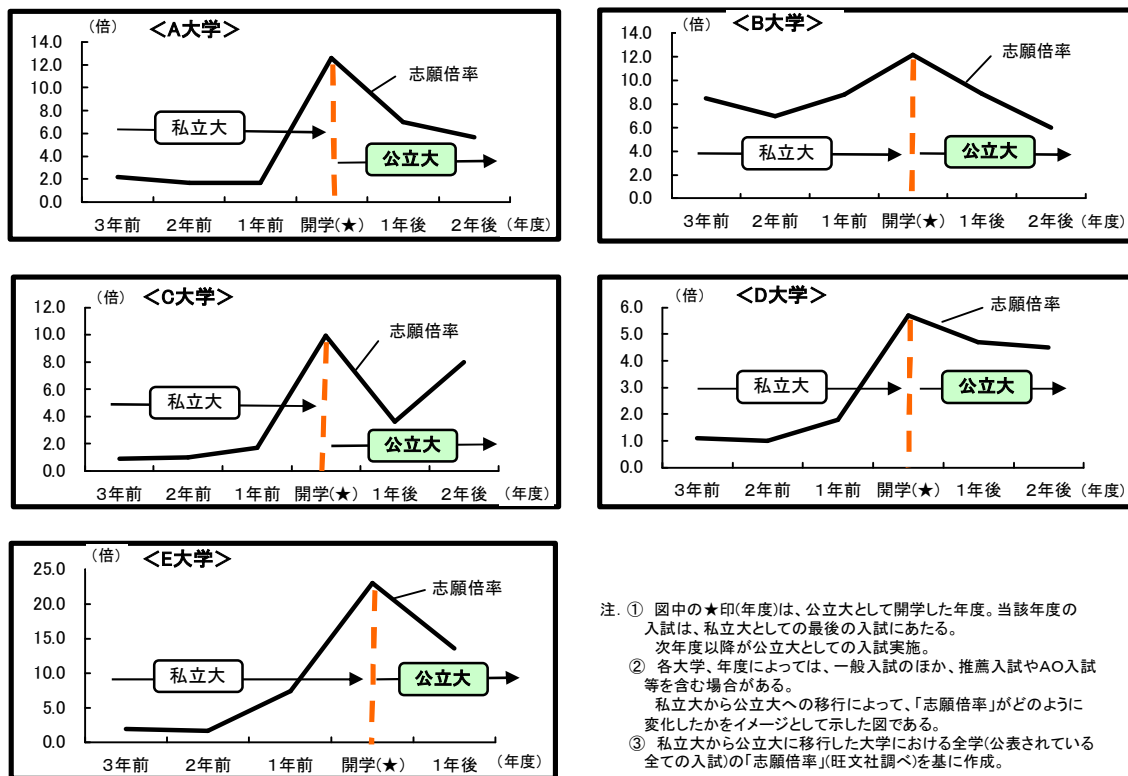 (倍) <A大学>
14.0
12.0
10.0
8.0
6.0
4.0
2.0
0.0
志願倍率
私立大
公立大
3年前 2年前 1年前 開学(★) 1年後 2年後 (年度)
(倍) <B大学>
14.0
12.0
10.0
8.0
6.0
4.0
2.0
0.0
志願倍率
私立大
公立大
3年前 2年前 1年前 開学(★) 1年後 2年後 (年度)
(倍) <C大学>
12.0
10.0
8.0
6.0
4.0
2.0
0.0
志願倍率
私立大
公立大
3年前 2年前 1年前 開学(★) 1年後 2年後 (年度)
(倍) <D大学>
6.0
5.0
4.0
3.0
2.0
1.0
0.0
志願倍率
私立大
公立大
3年前 2年前 1年前 開学(★) 1年後 2年後 (年度)
(倍) <E大学>
25.0
20.0
15.0
10.0
5.0
0.0
志願倍率
私立大
公立大
3年前 2年前 1年前 開学(★) 1年後 (年度)
注. ① 図中の★印(年度)は、公立大として開学した年度。当該年度の
入試は、私立大としての最後の入試にあたる。
次年度以降が公立大としての入試実施。
② 各大学、年度によっては、一般入試のほか、推薦入試やAO入試
等を含む場合がある。
私立大から公立大への移行によって、「志願倍率」がどのように
変化したかをイメージとして示した図である。
③ 私立大から公立大に移行した大学における全学(公表されている
全ての入試)の「志願倍率」(旺文社調べ)を基に作成。